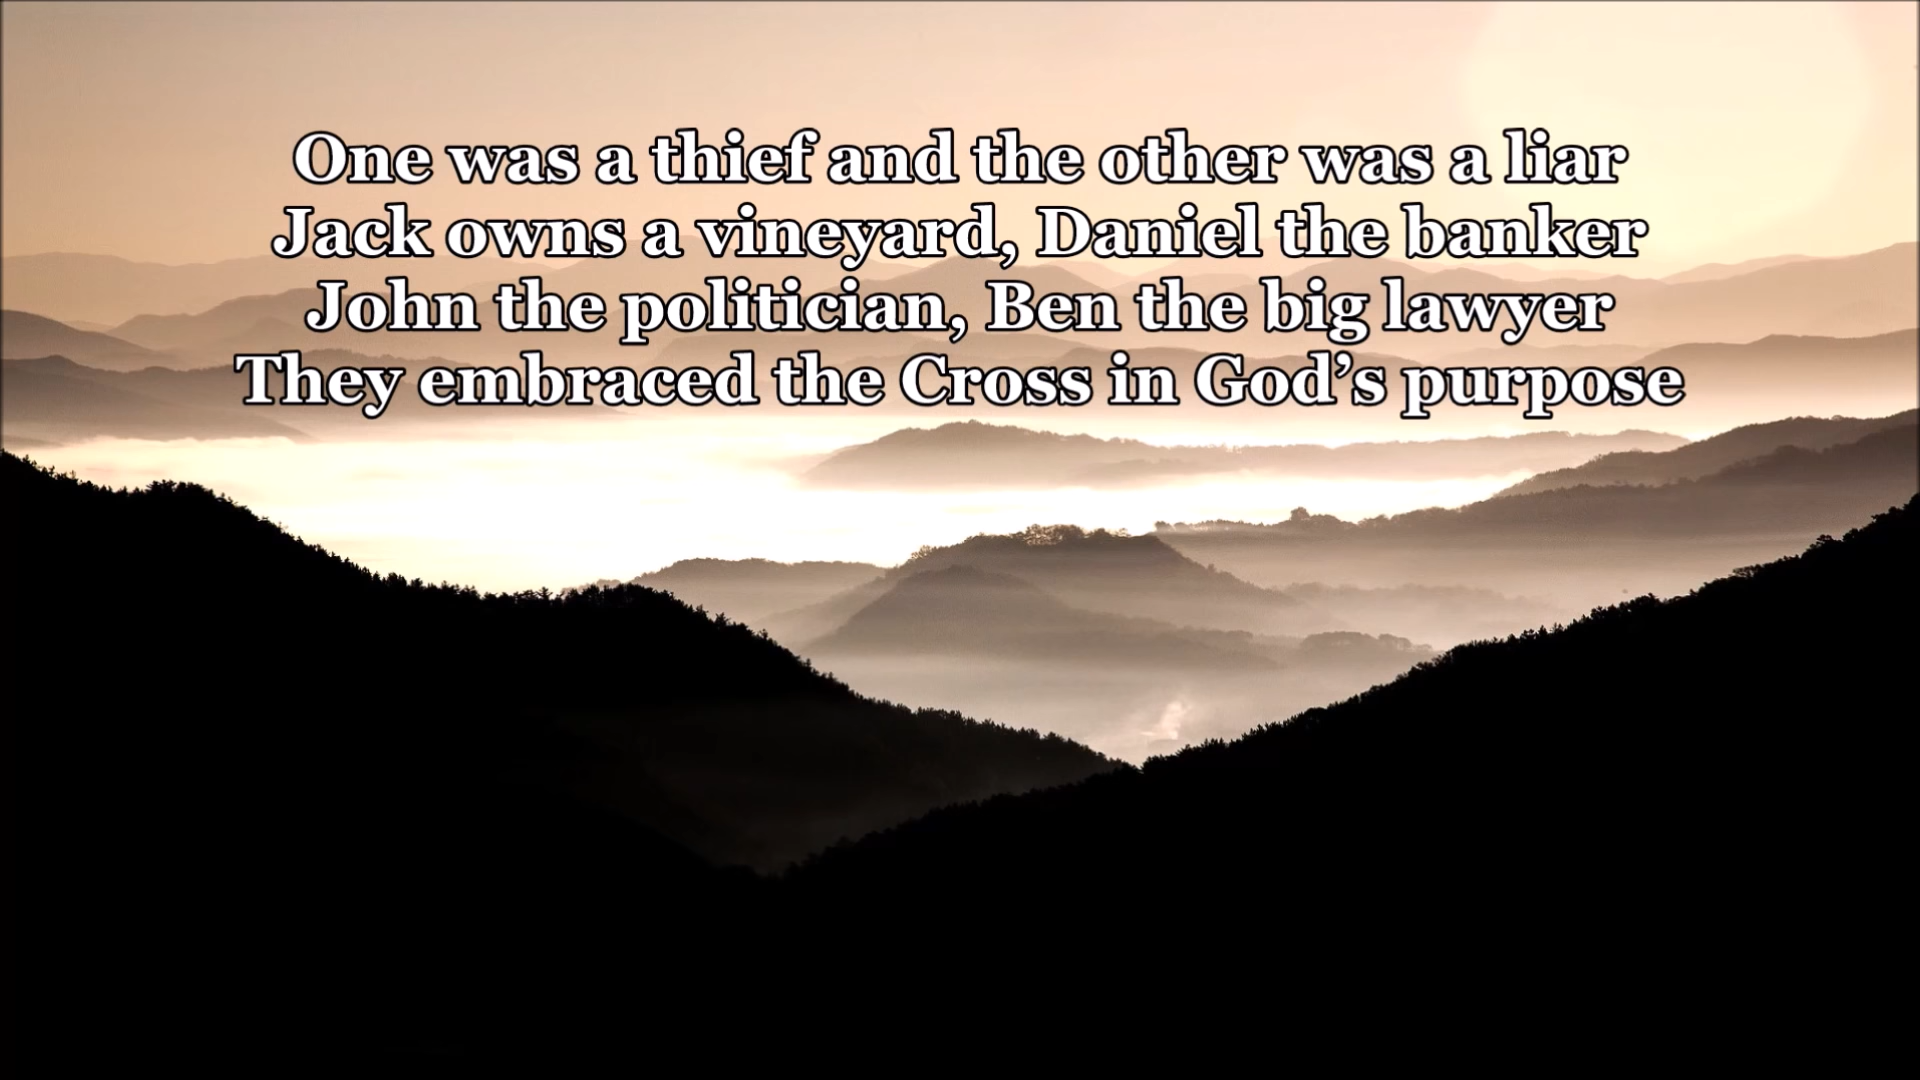 One was a thief and the other was a liar
Jack owns a vineyard, Daniel the banker
John the politician, Ben the big lawyer
They embraced the Cross in God’s purpose